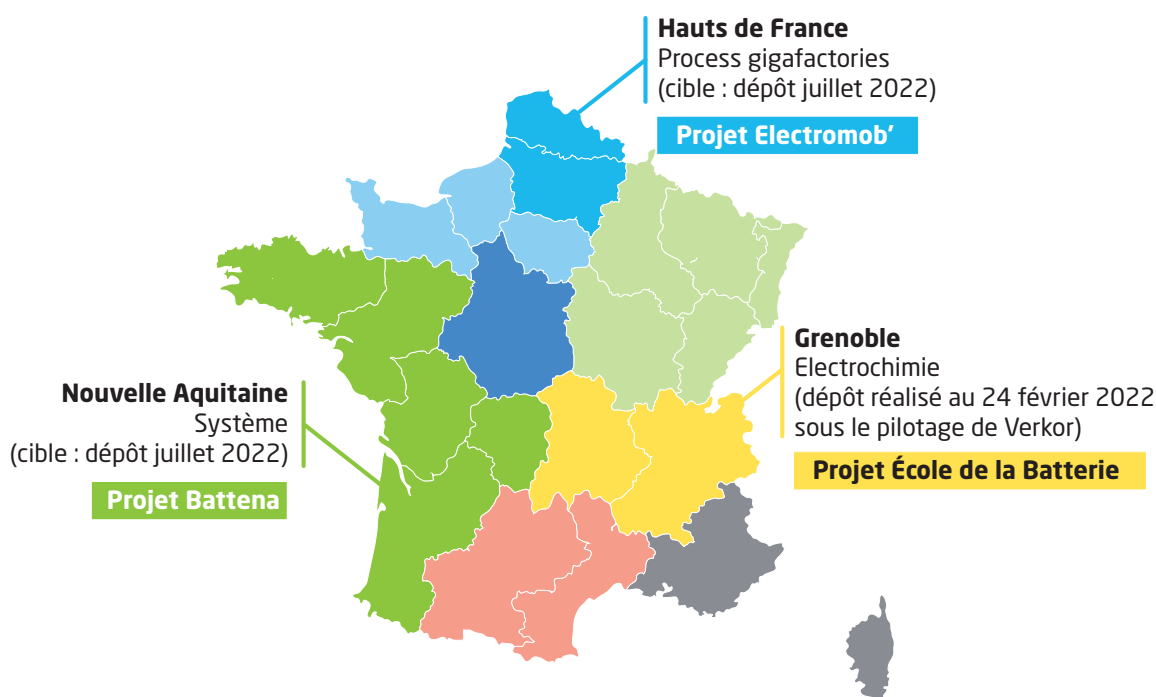 Hauts de France
Process gigafactories
(cible : dépôt juillet 2022)
Projet Electromob’
Grenoble
Electrochimie
(dépôt réalisé au 24 février 2022
sous le pilotage de Verkor)
Projet École de la Batterie
Nouvelle Aquitaine
Système
(cible : dépôt juillet 2022)
Projet Battena